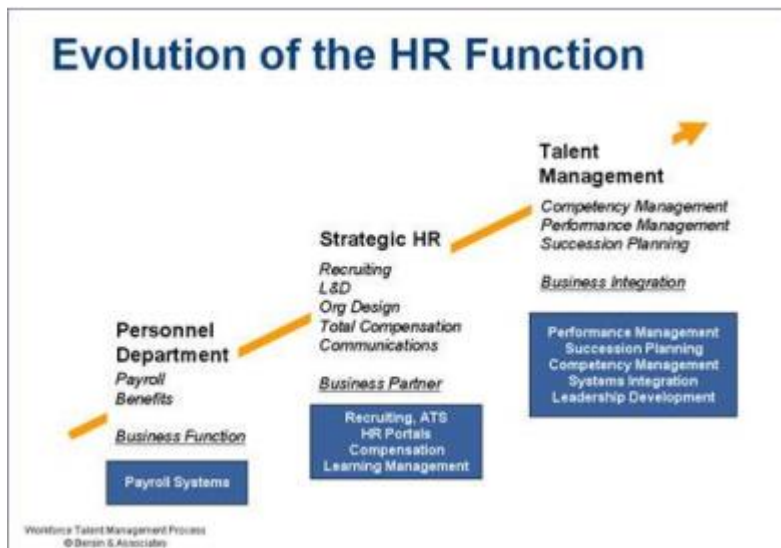 Evolution of the HR Function
Personnel
Department
Payroll
Benefits
Business Function
Payroll Systems
Strategic HR
Recruiting
L&D
Org Design
Total Compensation
Communications
Business Partner
Recruiting, ATS
HR Portals
Compensation
Learning Management
Talent
Management
Competency Management
Performance Management
Succession Planning
Business Integration
Performance Management
Succession Planning
Competency Management
Systems Integration
Leadership Development
Workforce Talent Management Process
© Bersin & Associates